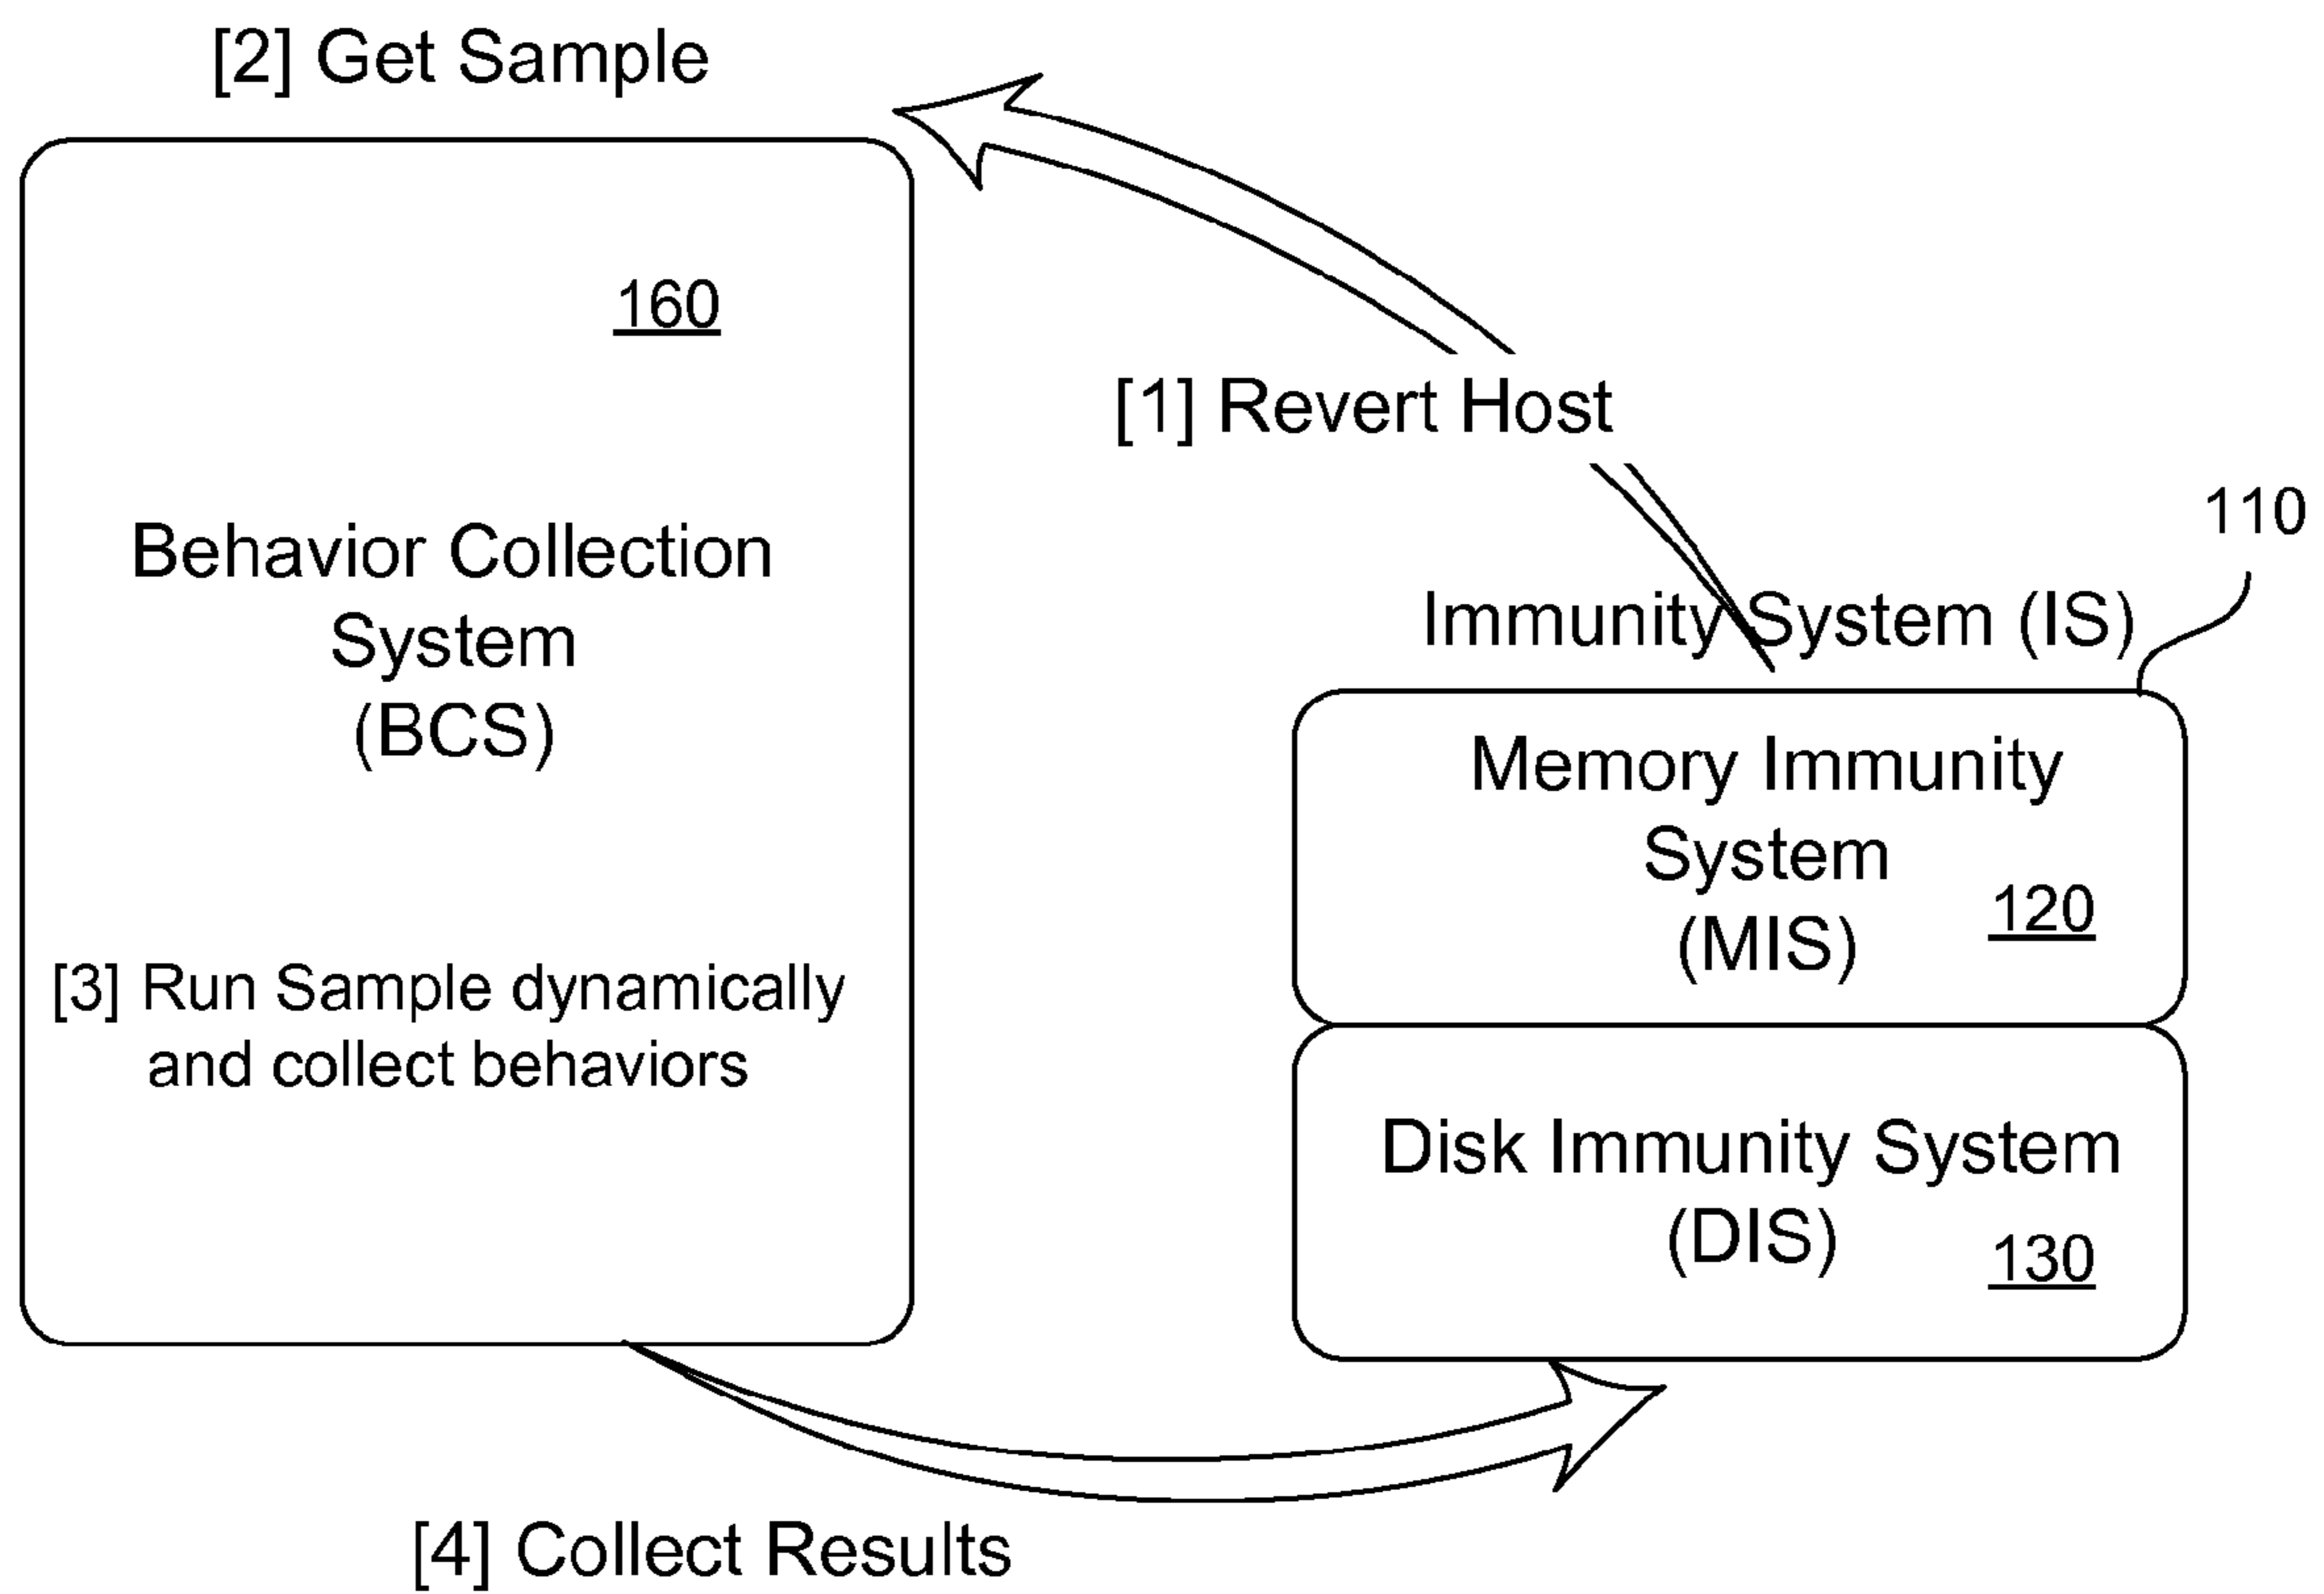 [2] Get Sample
160
Behavior Collection
System
(BCS)
[3] Run Sample dynamically
and collect behaviors
[1] Revert Host
110
Immunity System (IS)
Memory Immunity
System
(MIS)
120
Disk Immunity System
(DIS)
130
[4] Collect Results